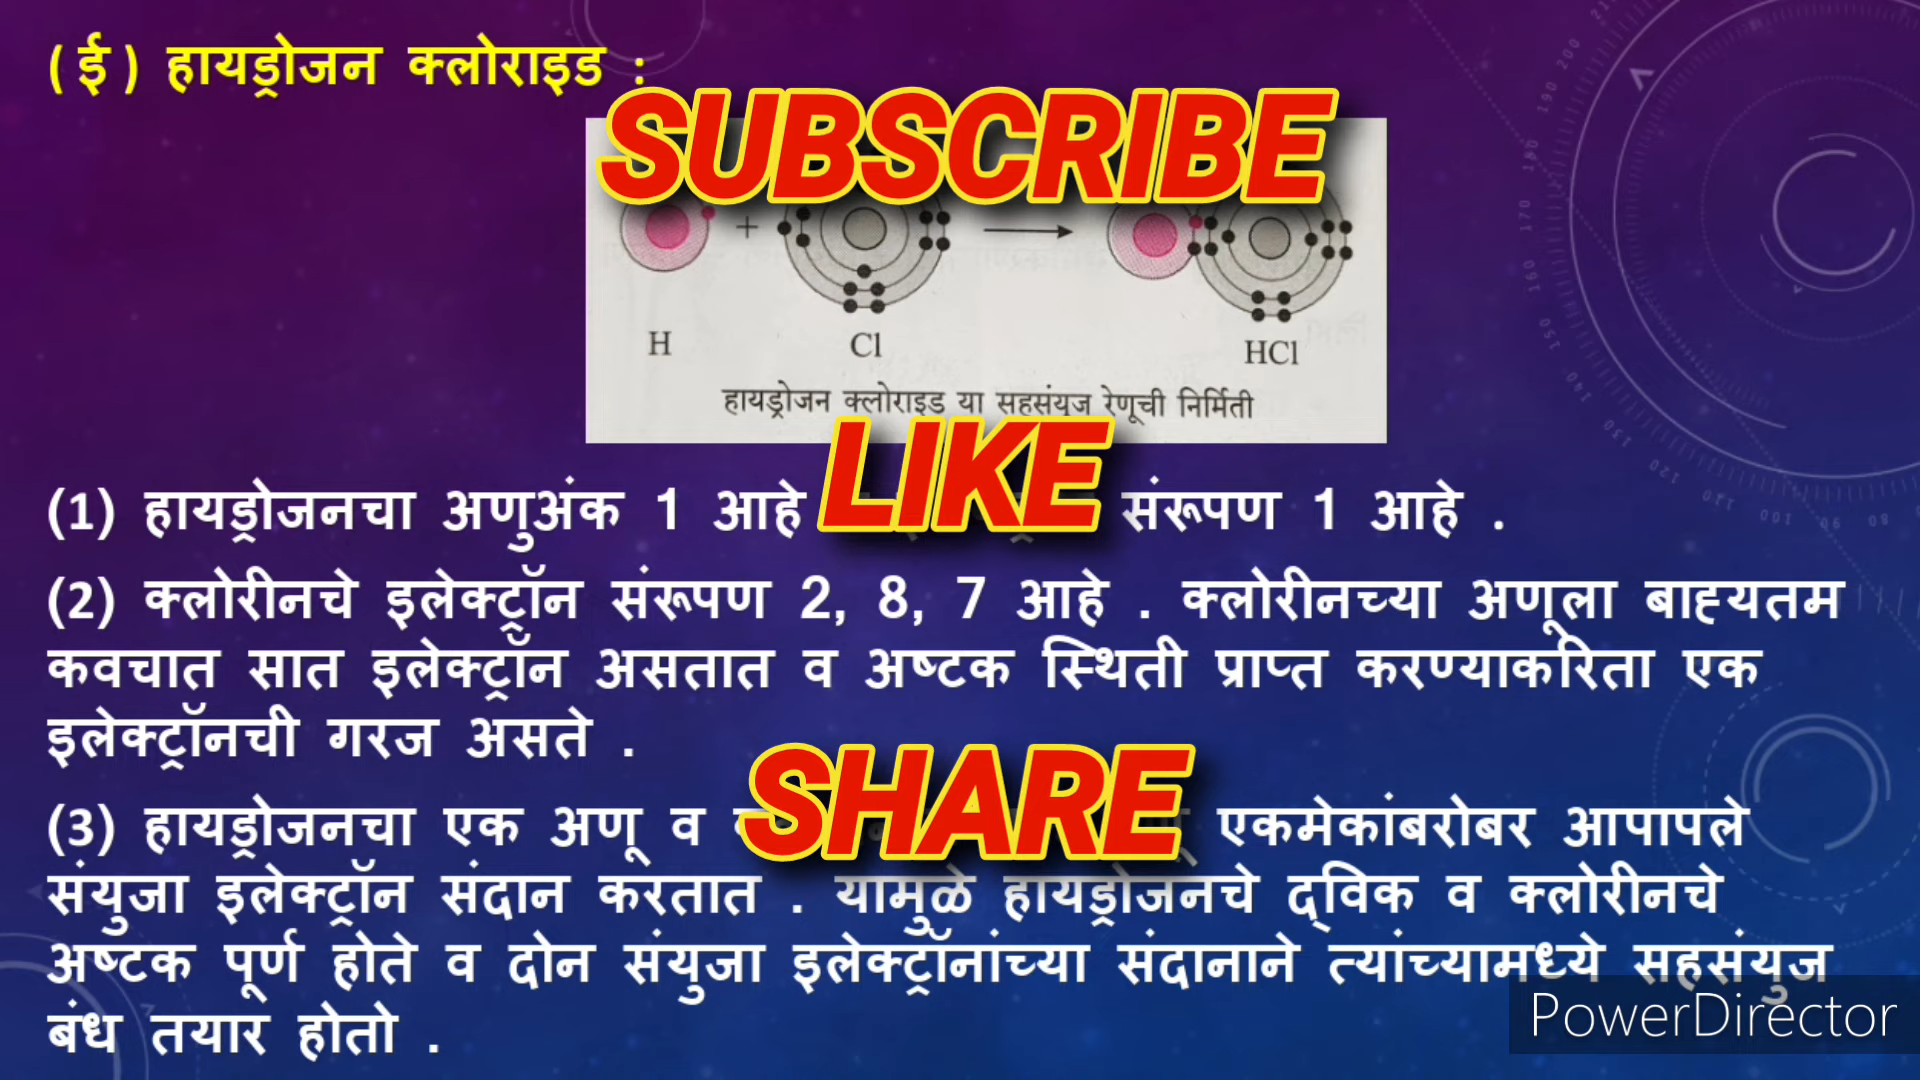 (ई) हायड्रोजन क्लोराइड :
SUBSCRIBE
+
H
Cl
HCl
हायड्रोजन क्लोराइड या सहसंयुज रेणूची निर्मिती
LIKE
(1) हायड्रोजनचा अणुअंक 1 आहे संरूपण 1 आहे .
(2) क्लोरीनचे इलेक्ट्रॉन संरूपण 2, 8, 7 आहे . क्लोरीनच्या अणूला बाह्यतम
कवचात सात इलेक्ट्रॉन असतात व अष्टक स्थिती प्राप्त करण्याकरिता एक
इलेक्ट्रॉनची गरज असते .
SHARE
(3) हायड्रोजनचा एक अणू व एकमेकांबरोबर आपापले
संयुजा इलेक्ट्रॉन संदान करतात . यामुळे हायड्रोजनचे द्विक व क्लोरीनचे
अष्टक पूर्ण होते व दोन संयुजा इलेक्ट्रॉनांच्या संदानाने त्यांच्यामध्ये सहसंयुज
बंध तयार होतो .
PowerDirector